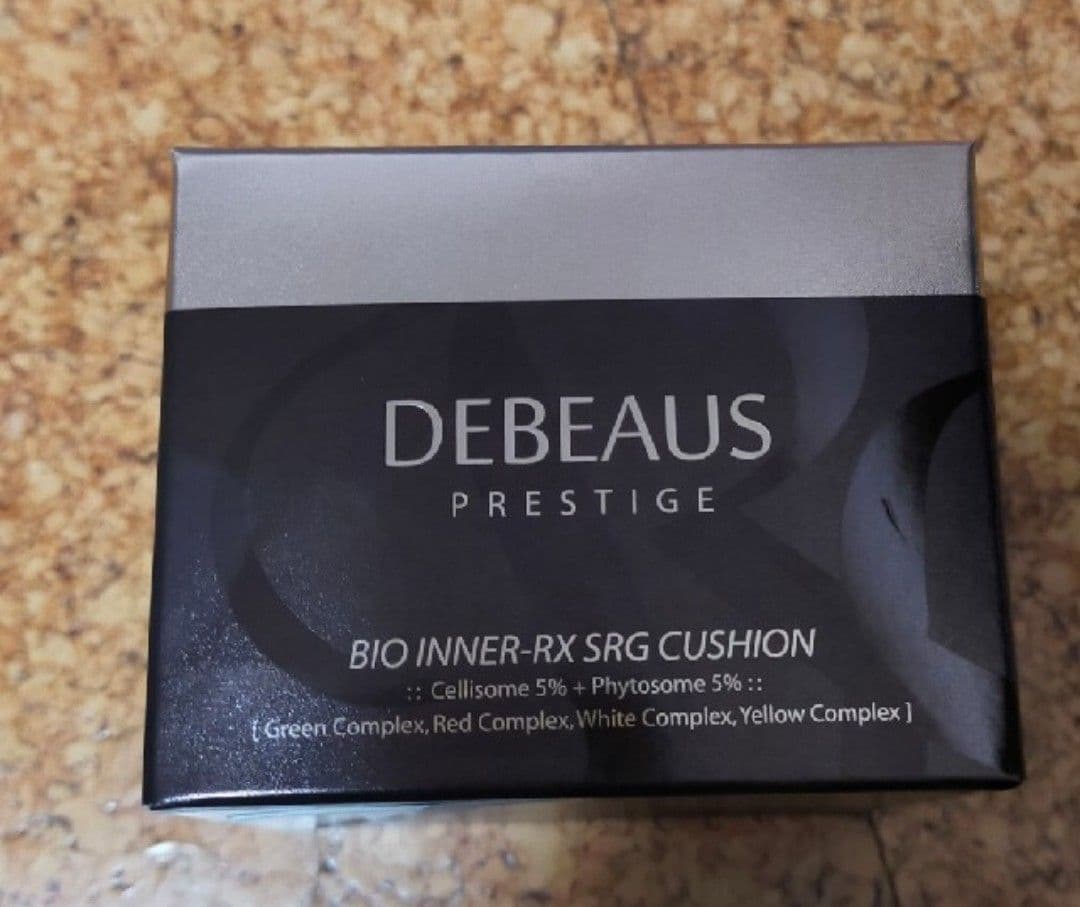 DEBEAUS
PRESTIGE
BIO INNER-RX SRG CUSHION
:: Cellisome 5% + Phytosome 5% ::
[ Green Complex, Red Complex, White Complex, Yellow Complex ]